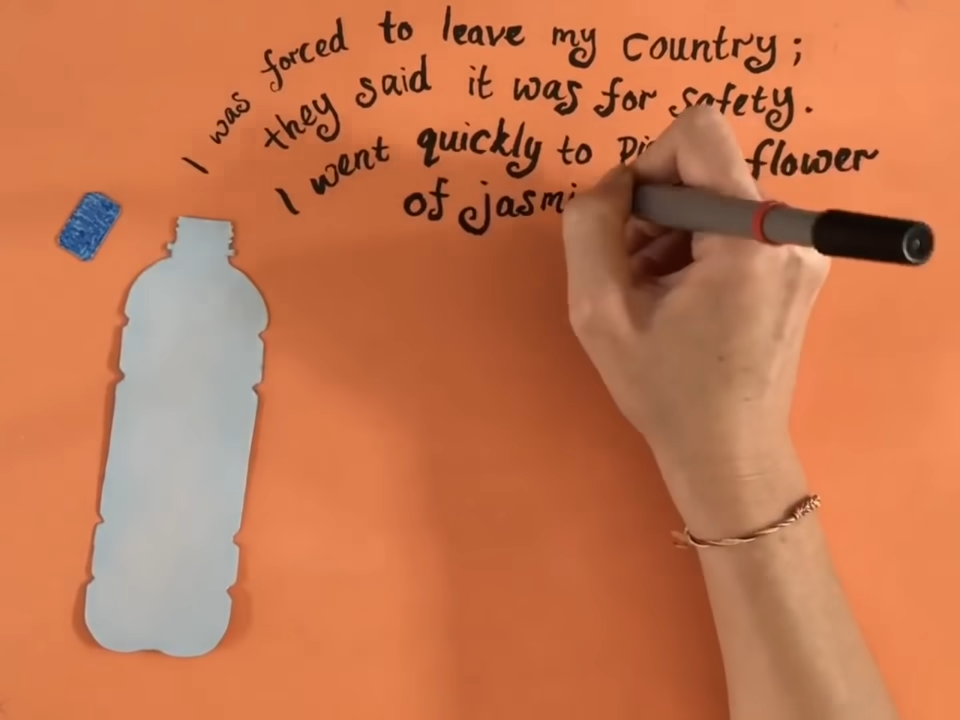 I was forced to leave my country;
they said it was for safety.
I went quickly to flower
of